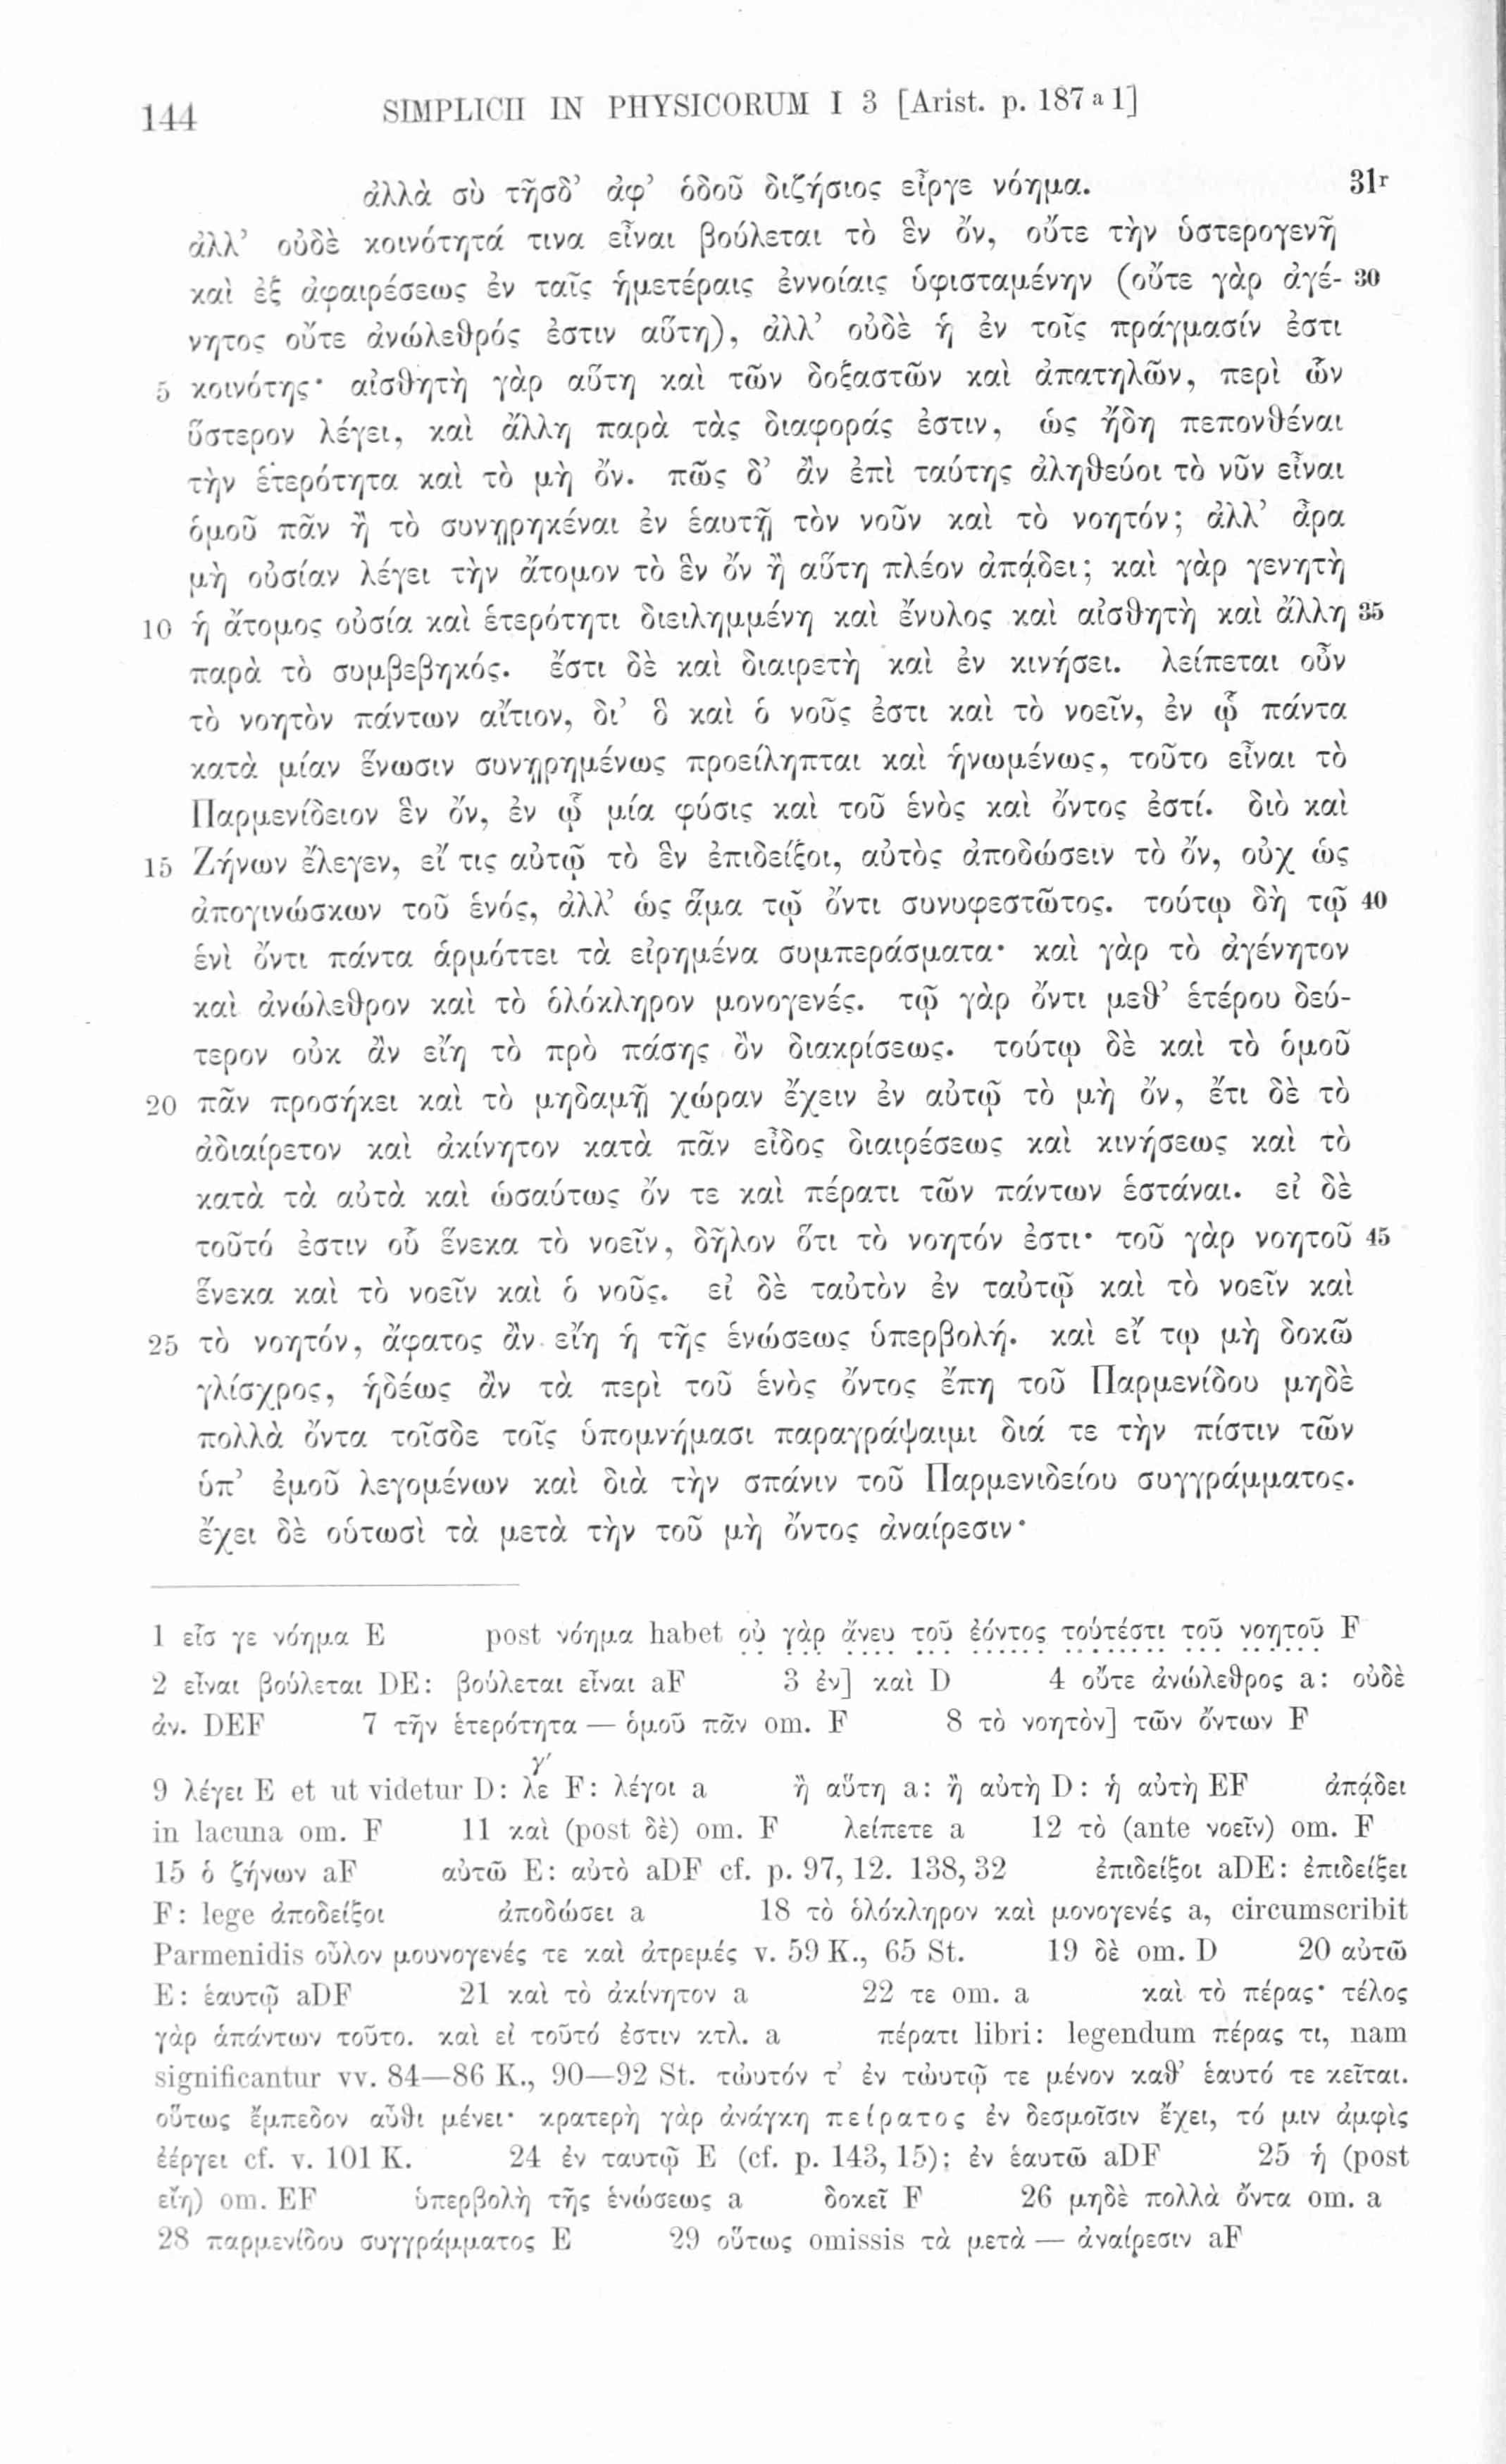 144 SIMPLICII IN PHYSICORUM I 3 [Arist. p. 187 a 1]
ἀλλὰ σὺ τῆσδ’ ἀφ’ ὁδοῦ διζήσιος εἶργε νόημα. 31r
ἀλλ’ οὐδὲ κοινότητά τινα εἶναι βούλεται τὸ ἓν ὄν, οὔτε τὴν ὑστερογενῆ
καὶ ἐξ ἀφαιρέσεως ἐν ταῖς ἡμετέραις ἐννοίαις ὑφισταμένην (οὔτε γὰρ ἀγέ- 30
νητος οὔτε ἀνώλεθρός ἐστιν αὕτη), ἀλλ’ οὐδὲ ἡ ἐν τοῖς πράγμασίν ἐστι
5 κοινότης· αἰσθητὴ γὰρ αὕτη καὶ τῶν δοξαστῶν καὶ ἀπατηλῶν, περὶ ὧν
ὕστερον λέγει, καὶ ἄλλη παρὰ τὰς διαφοράς ἐστιν, ὡς ἤδη πεπονθέναι
τὴν ἑτερότητα καὶ τὸ μὴ ὄν. πῶς δ’ ἂν ἐπὶ ταύτης ἀληθεύοι τὸ νῦν εἶναι
ὁμοῦ πᾶν ἢ τὸ συνῃρηκέναι ἐν ἑαυτῇ τὸν νοῦν καὶ τὸ νοητόν; ἀλλ’ ἆρα
μὴ οὐσίαν λέγει τὴν ἄτομον τὸ ἓν ὂν ἢ αὕτη πλέον ἀπᾴδει; καὶ γὰρ γενητὴ
10 ἡ ἄτομος οὐσία καὶ ἑτερότητι διειλημμένη καὶ ἔνυλος καὶ αἰσθητὴ καὶ ἄλλη 35
παρὰ τὸ συμβεβηκός. ἔστι δὲ καὶ διαιρετὴ καὶ ἐν κινήσει. λείπεται οὖν
τὸ νοητὸν πάντων αἴτιον, δι’ ὃ καὶ ὁ νοῦς ἐστι καὶ τὸ νοεῖν, ἐν ᾧ πάντα
κατὰ μίαν ἕνωσιν συνῃρημένως προείληπται καὶ ἡνωμένως, τοῦτο εἶναι τὸ
Παρμενίδειον ἓν ὄν, ἐν ᾧ μία φύσις καὶ τοῦ ἑνὸς καὶ ὄντος ἐστί. διὸ καὶ
15 Ζήνων ἔλεγεν, εἴ τις αὐτῷ τὸ ἓν ἐπιδείξοι, αὐτὸς ἀποδώσειν τὸ ὄν, οὐχ ὡς
ἀπογινώσκων τοῦ ἑνός, ἀλλ’ ὡς ἅμα τῷ ὄντι συνυφεστῶτος. τούτῳ δὴ τῷ 40
ἑνὶ ὄντι πάντα ἁρμόττει τὰ εἰρημένα συμπεράσματα· καὶ γὰρ τὸ ἀγένητον
καὶ ἀνώλεθρον καὶ τὸ ὁλόκληρον μονογενές. τῷ γὰρ ὄντι μεθ’ ἑτέρου δεύ-
τερον οὐκ ἂν εἴη τὸ πρὸ πάσης ὂν διακρίσεως. τούτῳ δὲ καὶ τὸ ὁμοῦ
20 πᾶν προσήκει καὶ τὸ μηδαμῇ χώραν ἔχειν ἐν αὐτῷ τὸ μὴ ὄν, ἔτι δὲ τὸ
ἀδιαίρετον καὶ ἀκίνητον κατὰ πᾶν εἶδος διαιρέσεως καὶ κινήσεως καὶ τὸ
κατὰ τὰ αὐτὰ καὶ ὡσαύτως ὄν τε καὶ πέρατι τῶν πάντων ἑστάναι. εἰ δὲ
τοῦτό ἐστιν οὗ ἕνεκα τὸ νοεῖν, δῆλον ὅτι τὸ νοητόν ἐστι· τοῦ γὰρ νοητοῦ 45
ἕνεκα καὶ τὸ νοεῖν καὶ ὁ νοῦς. εἰ δὲ ταὐτὸν ἐν ταὐτῷ καὶ τὸ νοεῖν καὶ
25 τὸ νοητόν, ἄφατος ἂν εἴη ἡ τῆς ἑνώσεως ὑπερβολή. καὶ εἴ τῳ μὴ δοκῶ
γλίσχρος, ἡδέως ἂν τὰ περὶ τοῦ ἑνὸς ὄντος ἔπη τοῦ Παρμενίδου μηδὲ
πολλὰ ὄντα τοῖσδε τοῖς ὑπομνήμασι παραγράψαιμι διά τε τὴν πίστιν τῶν
ὑπ’ ἐμοῦ λεγομένων καὶ διὰ τὴν σπάνιν τοῦ Παρμενιδείου συγγράμματος.
ἔχει δὲ οὑτωσὶ τὰ μετὰ τὴν τοῦ μὴ ὄντος ἀναίρεσιν·
1 εἶσ γε νόημα E post νόημα habet οὐ γὰρ ἄνευ τοῦ ἐόντος τούτέστι τοῦ νοητοῦ F
2 εἶναι βούλεται DE: βούλεται εἶναι aF 3 ἐν] καὶ D 4 οὔτε ἀνώλεθρος a: οὐδὲ
ἀν. DEF 7 τὴν ἑτερότητα — ὁμοῦ πᾶν om. F 8 τὸ νοητὸν] τῶν ὄντων F
9 λέγει E et ut videtur D: λεγ́ F: λέγοι a ἢ αὕτη a: ἢ αὐτὴ D: ἡ αὐτὴ EF ἀπᾴδει
in lacuna om. F 11 καὶ (post δὲ) om. F λείπετε a 12 τὸ (ante νοεῖν) om. F
15 ὁ ζήνων aF αὐτῶ E: αὐτὸ aDF cf. p. 97, 12. 138, 32 ἐπιδείξοι aDE: ἐπιδείξει
F: lege ἀποδείξοι ἀποδώσει a 18 τὸ ὁλόκληρον καὶ μονογενές a, circumscribit
Parmenidis οὖλον μουνογενές τε καὶ ἀτρεμές v. 59 K., 65 St. 19 δὲ om. D 20 αὐτῶ
E: ἑαυτῷ aDF 21 καὶ τὸ ἀκίνητον a 22 τε om. a καὶ τὸ πέρας· τέλος
γὰρ ἁπάντων τοῦτο. καὶ εἰ τοῦτό ἐστιν κτλ. a πέρατι libri: legendum πέρας τι, nam
significantur vv. 84—86 K., 90—92 St. τὠυτόν τ’ ἐν τὠυτῷ τε μένον καθ’ ἑαυτό τε κεῖται.
οὕτως ἔμπεδον αὖθι μένει· κρατερὴ γὰρ ἀνάγκη πείρατος ἐν δεσμοῖσιν ἔχει, τό μιν ἀμφὶς
ἐέργει cf. v. 101 K. 24 ἐν ταυτῷ E (cf. p. 143, 15): ἐν ἑαυτῶ aDF 25 ἡ (post
εἴη) om. EF ὑπερβολὴ τῆς ἑνώσεως a δοκεῖ F 26 μηδὲ πολλὰ ὄντα om. a
28 παρμενίδου συγγράμματος E 29 οὕτως omissis τὰ μετὰ — ἀναίρεσιν aF